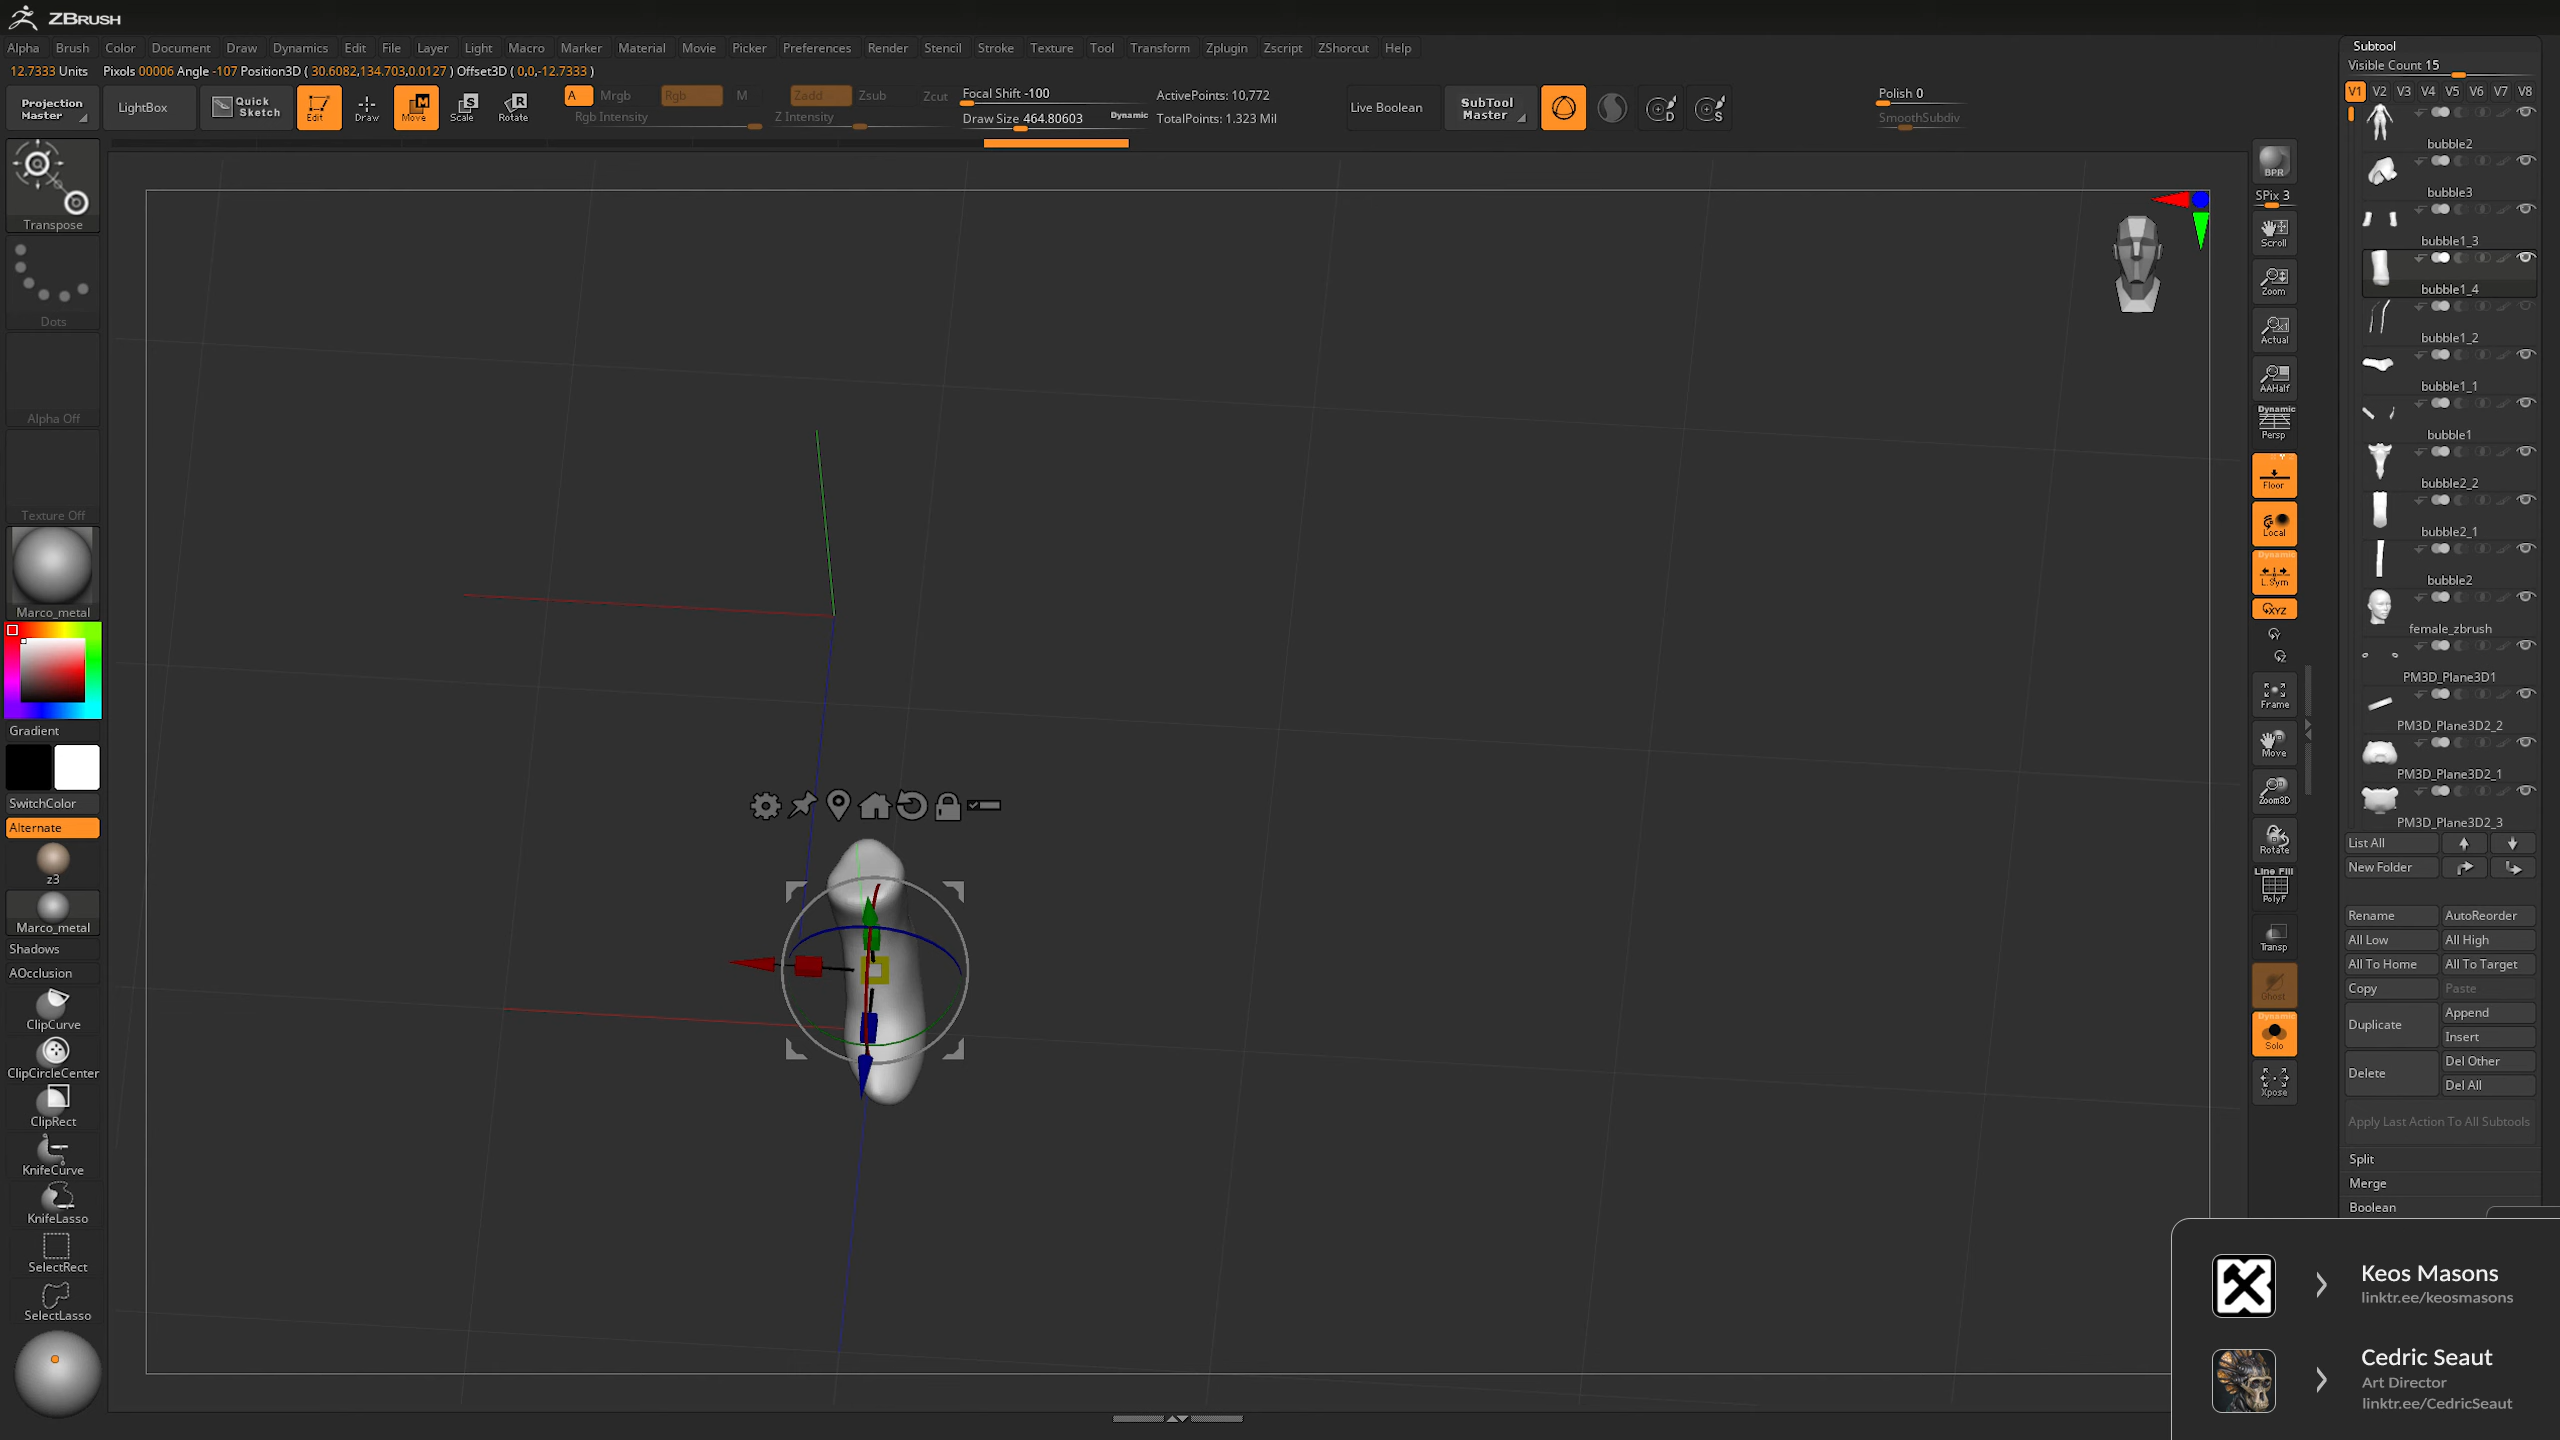 ZBRUSH
Alpha Brush Color Document Draw Dynamics Edit File Layer Light Macro Marker Material Movie Picker Preferences Render Stencil Stroke Texture Tool Transform Zplugin Zscript ZShorcut Help
12.7333 Units Pixols 00006 Angle -107 Position3D ( 30.6082,134.703,0.0127 ) Offset3D ( 0,0,-12.7333 )
Projection Master
LightBox
Quick Sketch
Edit
Draw
Move
Scale
Rotate
A Mrgb Rgb M Zadd Zsub Zcut
Rgb Intensity Z Intensity
Focal Shift -100
Draw Size 464.80603 Dynamic
ActivePoints: 10,772
TotalPoints: 1.323 Mil
Live Boolean
SubTool Master
Polish 0
SmoothSubdiv
Transpose
Dots
Alpha Off
Texture Off
Marco_metal
Gradient
SwitchColor
Alternate
z3
Marco_metal
Shadows
AOcclusion
ClipCurve
ClipCircleCenter
ClipRect
KnifeCurve
KnifeLasso
SelectRect
SelectLasso
BPR
SPix 3
Scroll
Zoom
Actual
AAHalf
Dynamic
Persp
Floor
Local
Dynamic
L.Sym
XYZ
Frame
Move
Zoom3D
Rotate
Line Fill
PolyF
Transp
Ghost
Dynamic
Solo
Xpose
Subtool
Visible Count 15
V1 V2 V3 V4 V5 V6 V7 V8
bubble2
bubble3
bubble1_3
bubble1_4
bubble1_2
bubble1_1
bubble1
bubble2_2
bubble2_1
bubble2
female_zbrush
PM3D_Plane3D1
PM3D_Plane3D2_2
PM3D_Plane3D2_1
PM3D_Plane3D2_3
List All
New Folder
Rename AutoReorder
All Low All High
All To Home All To Target
Copy Paste
Duplicate Append
Insert
Delete Del Other
Del All
Apply Last Action To All Subtools
Split
Merge
Boolean
Keos Masons
linktr.ee/keosmasons
Cedric Seaut
Art Director
linktr.ee/CedricSeaut